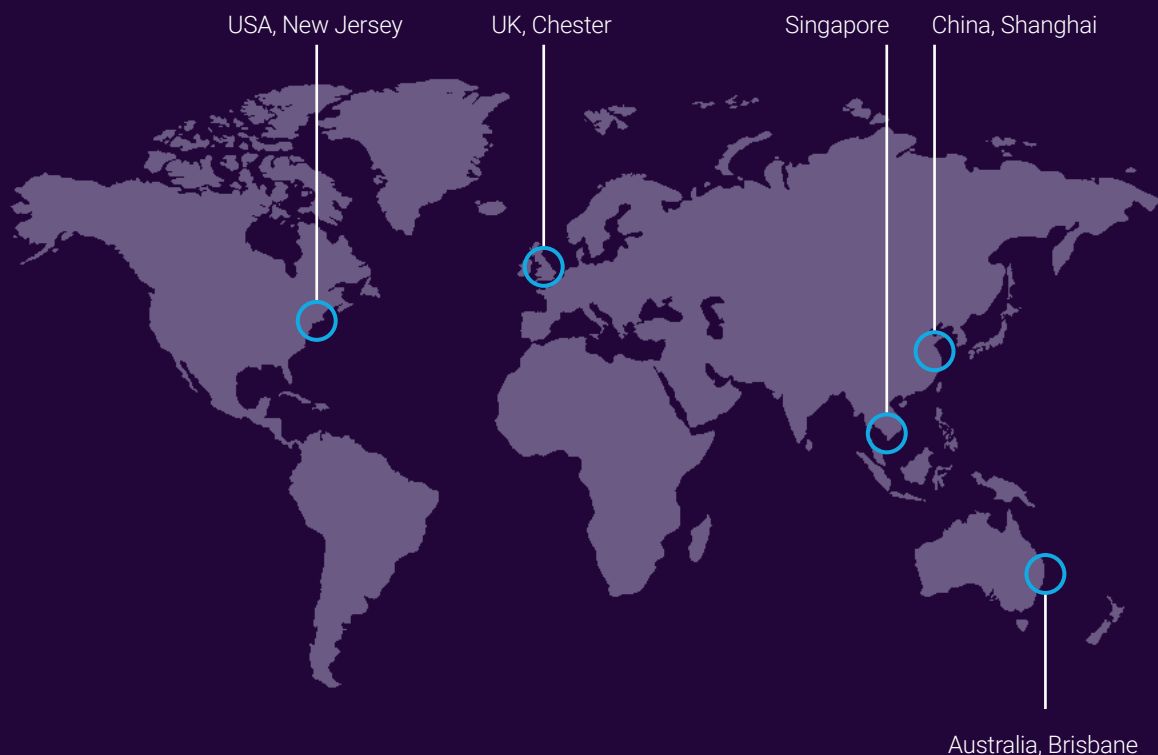 USA, New Jersey
UK, Chester
Singapore
China, Shanghai
Australia, Brisbane